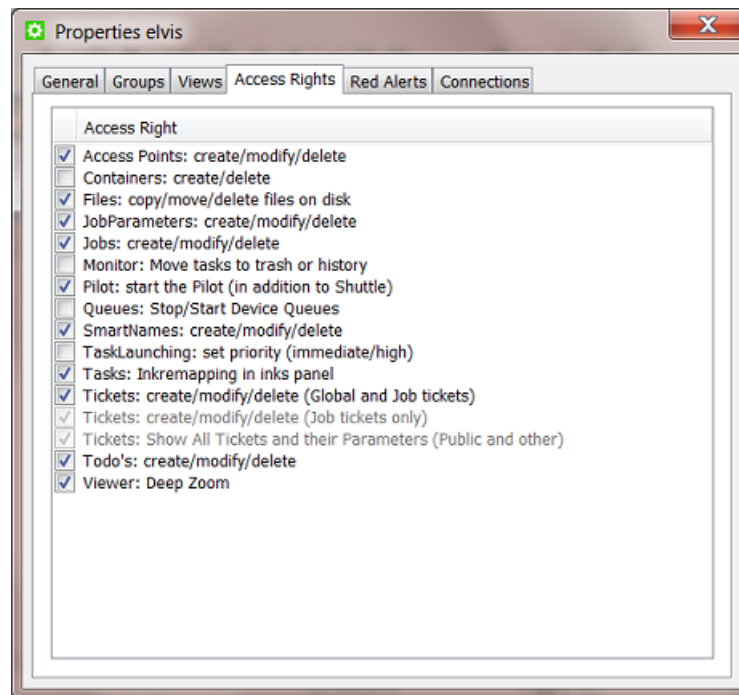 Properties elvis
General Groups Views Access Rights Red Alerts Connections
Access Right
Access Points: create/modify/delete
Containers: create/delete
Files: copy/move/delete files on disk
JobParameters: create/modify/delete
Jobs: create/modify/delete
Monitor: Move tasks to trash or history
Pilot: start the Pilot (in addition to Shuttle)
Queues: Stop/Start Device Queues
SmartNames: create/modify/delete
TaskLaunching: set priority (immediate/high)
Tasks: Inkremapping in inks panel
Tickets: create/modify/delete (Global and Job tickets)
Tickets: create/modify/delete (Job tickets only)
Tickets: Show All Tickets and their Parameters (Public and other)
Todo's: create/modify/delete
Viewer: Deep Zoom